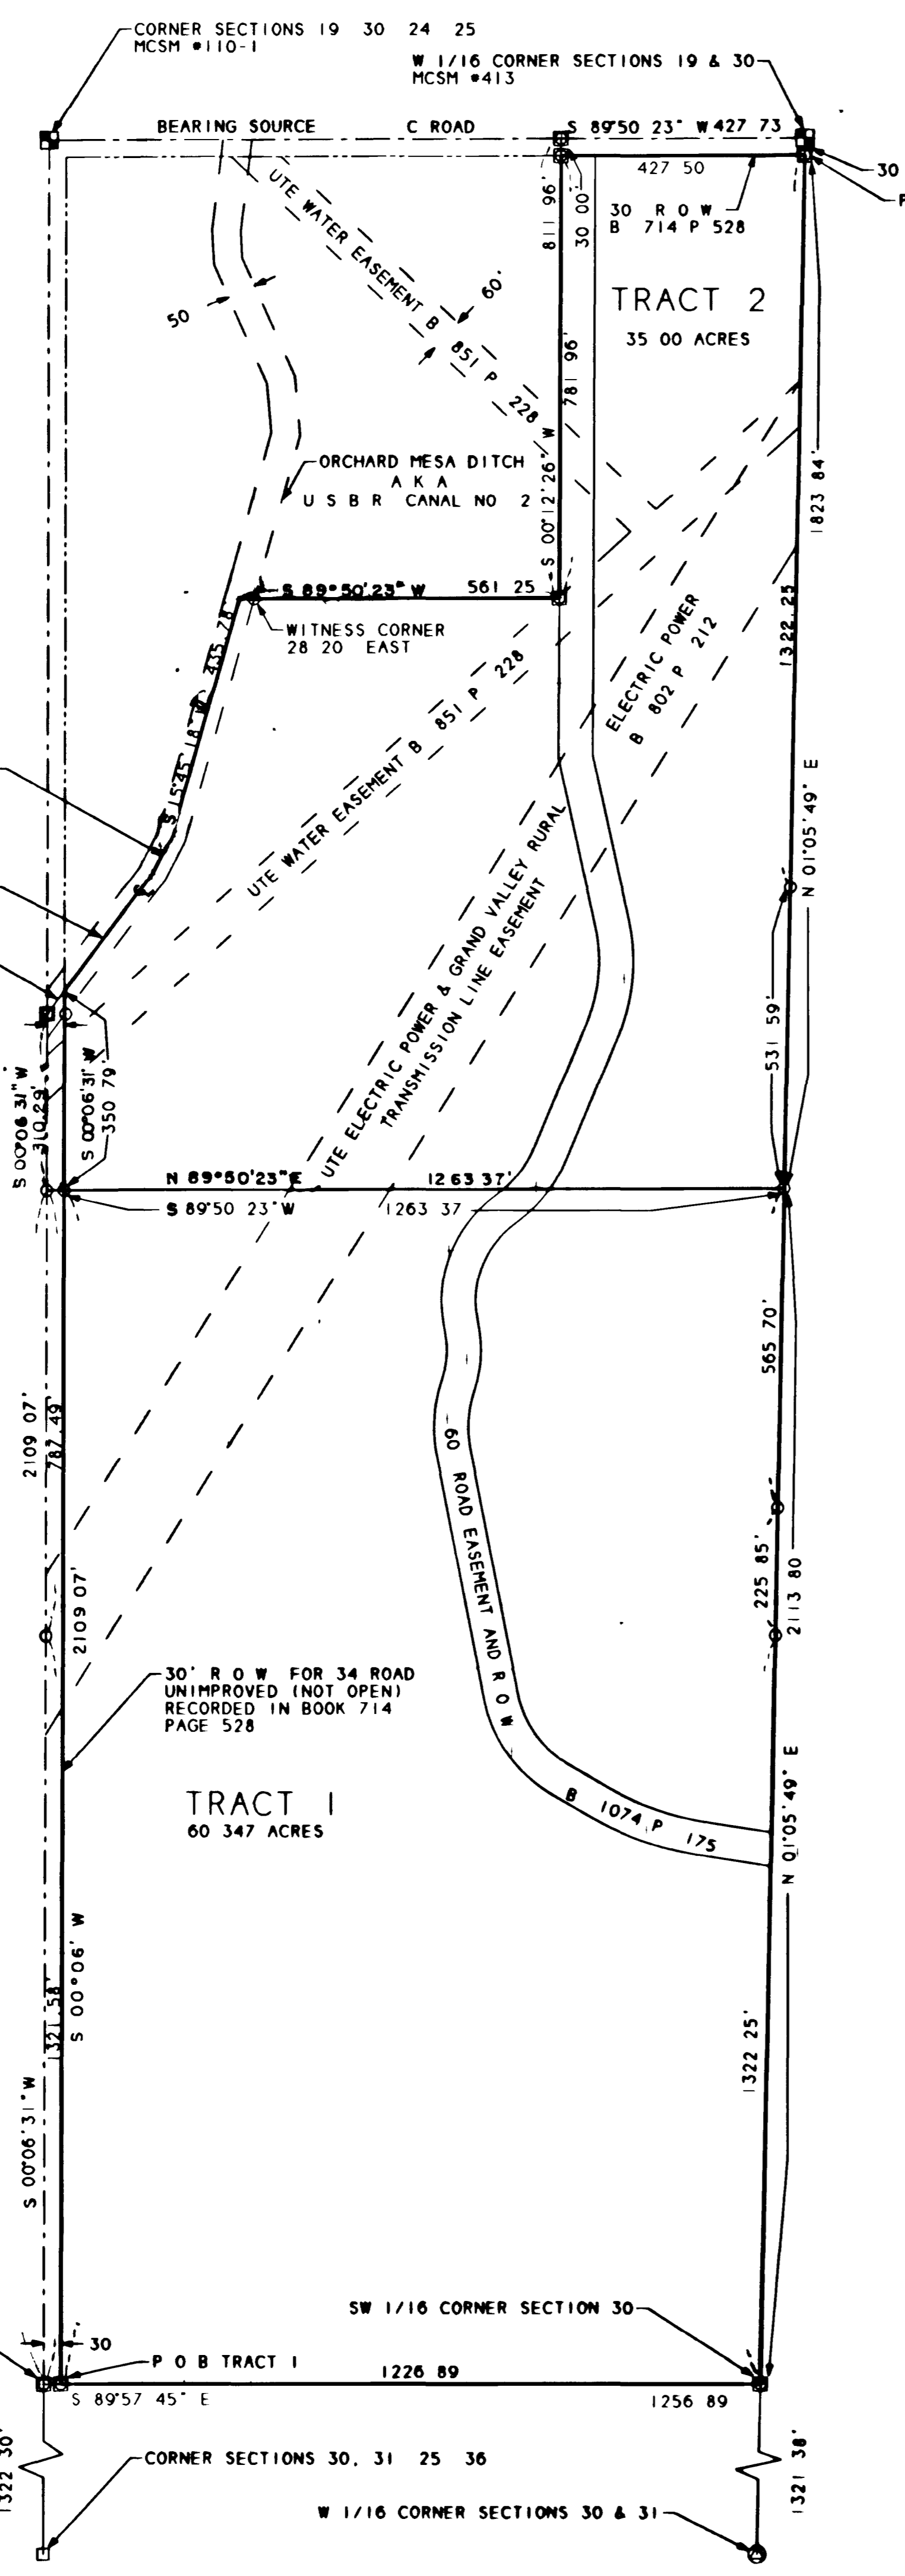 CORNER SECTIONS 19 30 24 25
MCSM #110-1
W 1/16 CORNER SECTIONS 19 & 30
MCSM #413
BEARING SOURCE
C ROAD
S 89°50 23" W 427 73
427 50
30
30 R O W
B 714 P 528
811 96'
30 00'
UTE WATER EASEMENT B 851 P 228
60'
50
TRACT 2
35 00 ACRES
781 96'
S 00°12'26" W
1823 84'
ORCHARD MESA DITCH
A K A
U S B R CANAL NO 2
S 89°50'23" W 561 25
WITNESS CORNER
28 20 EAST
S 15°45'18" W 435.78
UTE WATER EASEMENT B 851 P 228
ELECTRIC POWER
B 802 P 212
1322.25
N 01°05'49" E
UTE ELECTRIC POWER & GRAND VALLEY RURAL
TRANSMISSION LINE EASEMENT
531 59'
S 00°06 31" W
310.29'
S 00°06'31" W
350 79'
N 89°50'23" E 1263 37'
S 89°50 23" W 1263 37
565 70'
2109 07'
787.49'
60 ROAD EASEMENT AND R O W
225 85'
2113 80
2109 07'
30' R O W FOR 34 ROAD
UNIMPROVED (NOT OPEN)
RECORDED IN BOOK 714
PAGE 528
TRACT 1
60 347 ACRES
B 1074 P 175
N 01°05'49" E
S 00°06' W
1321.58'
1322 25'
S 00°06'31" W
SW 1/16 CORNER SECTION 30
30
P O B TRACT 1
1226 89
S 89°57 45" E
1256 89
CORNER SECTIONS 30, 31 25 36
1322 30'
1321 38'
W 1/16 CORNER SECTIONS 30 & 31